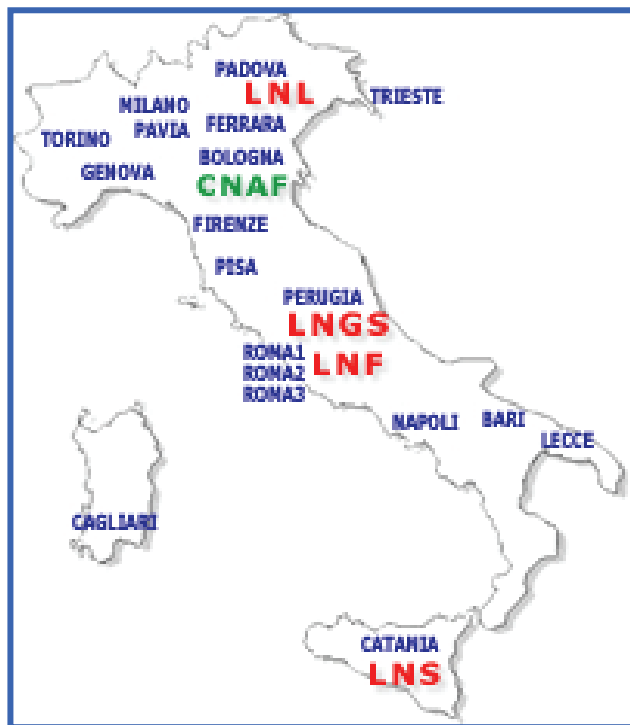 PADOVA
LNL
TRIESTE
MILANO
PAVIA
FERRARA
TORINO
BOLOGNA
GENOVA
CNAF
FIRENZE
PISA
PERUGIA
LNGS
ROMA1
LNF
ROMA2
ROMA3
NAPOLI
BARI
LECCE
CAGLIARI
CATANIA
LNS